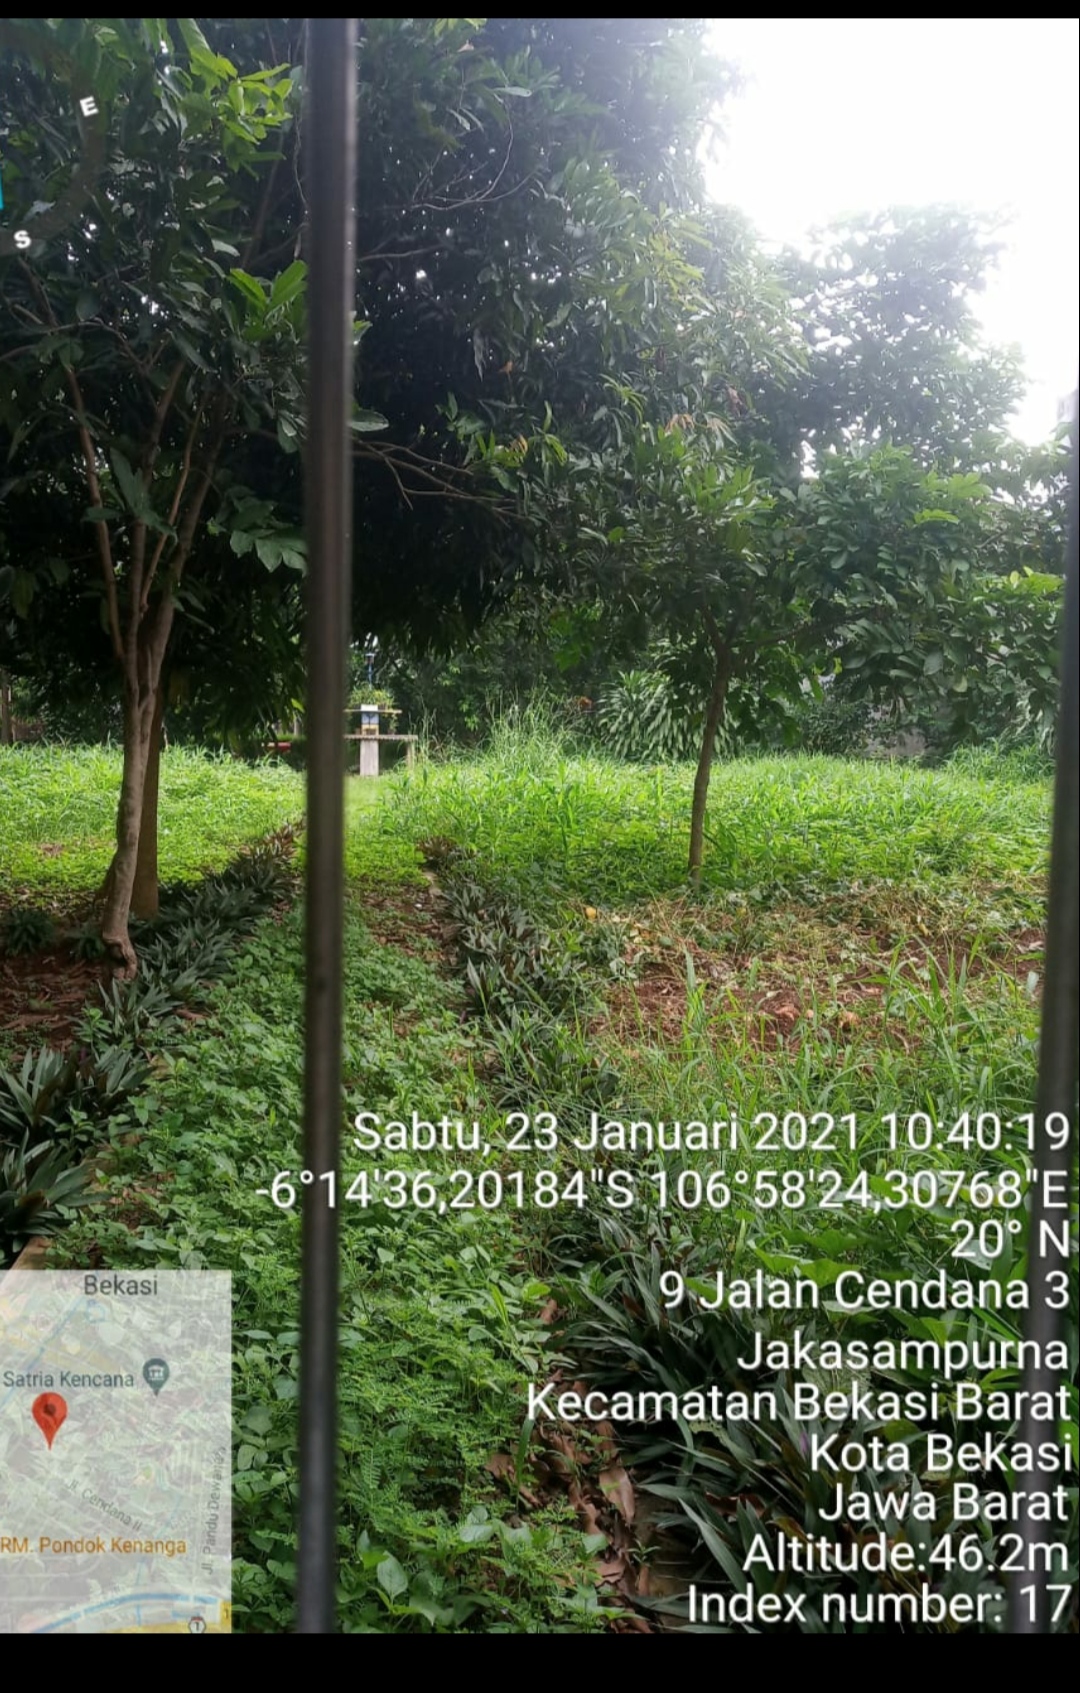 E
S
Sabtu, 23 Januari 2021 10:40:19
-6°14'36,20184"S 106°58'24,30768"E
20° N
9 Jalan Cendana 3
Jakasampurna
Kecamatan Bekasi Barat
Kota Bekasi
Jawa Barat
Altitude:46.2m
Index number: 17
Bekasi
Satria Kencana
Jl. Cendana II
Jl. Pandu Dewanata
RM. Pondok Kenanga
1